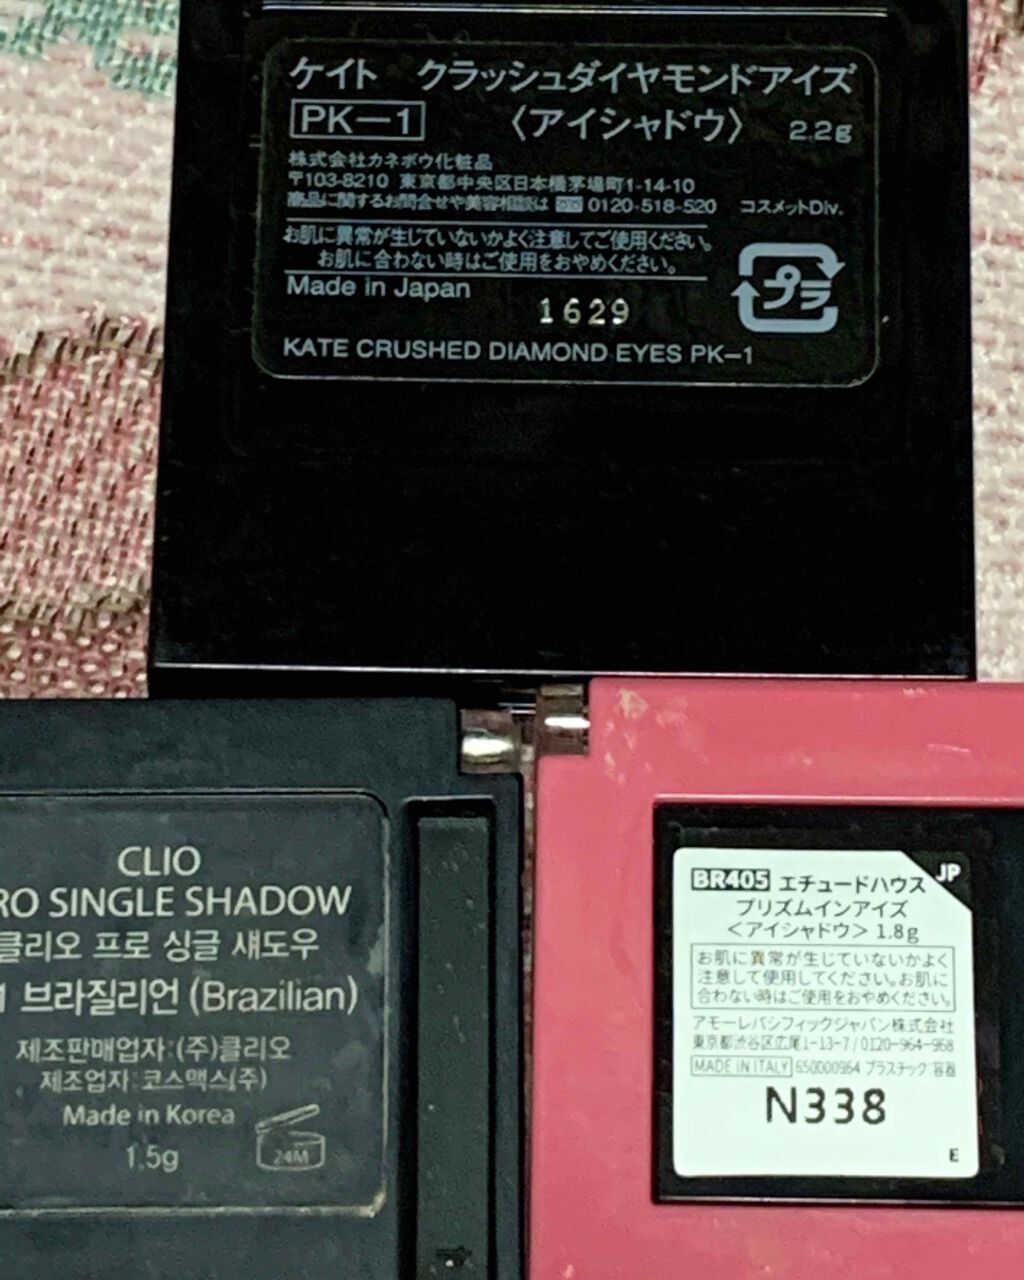 ケイト クラッシュダイヤモンドアイズ
PK-1 〈アイシャドウ〉 2.2g
株式会社カネボウ化粧品
〒103-8210 東京都中央区日本橋茅場町1-14-10
商品に関するお問合せや美容相談は 0120-518-520 コスメットDiv.
お肌に異常が生じていないかよく注意してご使用ください。
お肌に合わない時はご使用をおやめください。
Made in Japan
プラ
1629
KATE CRUSHED DIAMOND EYES PK-1
CLIO
RO SINGLE SHADOW
클리오 프로 싱글 섀도우
1 브라질리언 (Brazilian)
제조판매업자:(주)클리오
제조업자:코스맥스(주)
Made in Korea
1.5g
24M
JP
BR405 エチュードハウス
プリズムインアイズ
＜アイシャドウ＞ 1.8g
お肌に異常が生じていないかよく
注意して使用してください。お肌に
合わない時はご使用をおやめください。
アモーレパシフィックジャパン株式会社
東京都渋谷区広尾1-13-7/0120-964-968
MADE IN ITALY 650000964 プラスチック:容器
N338
E